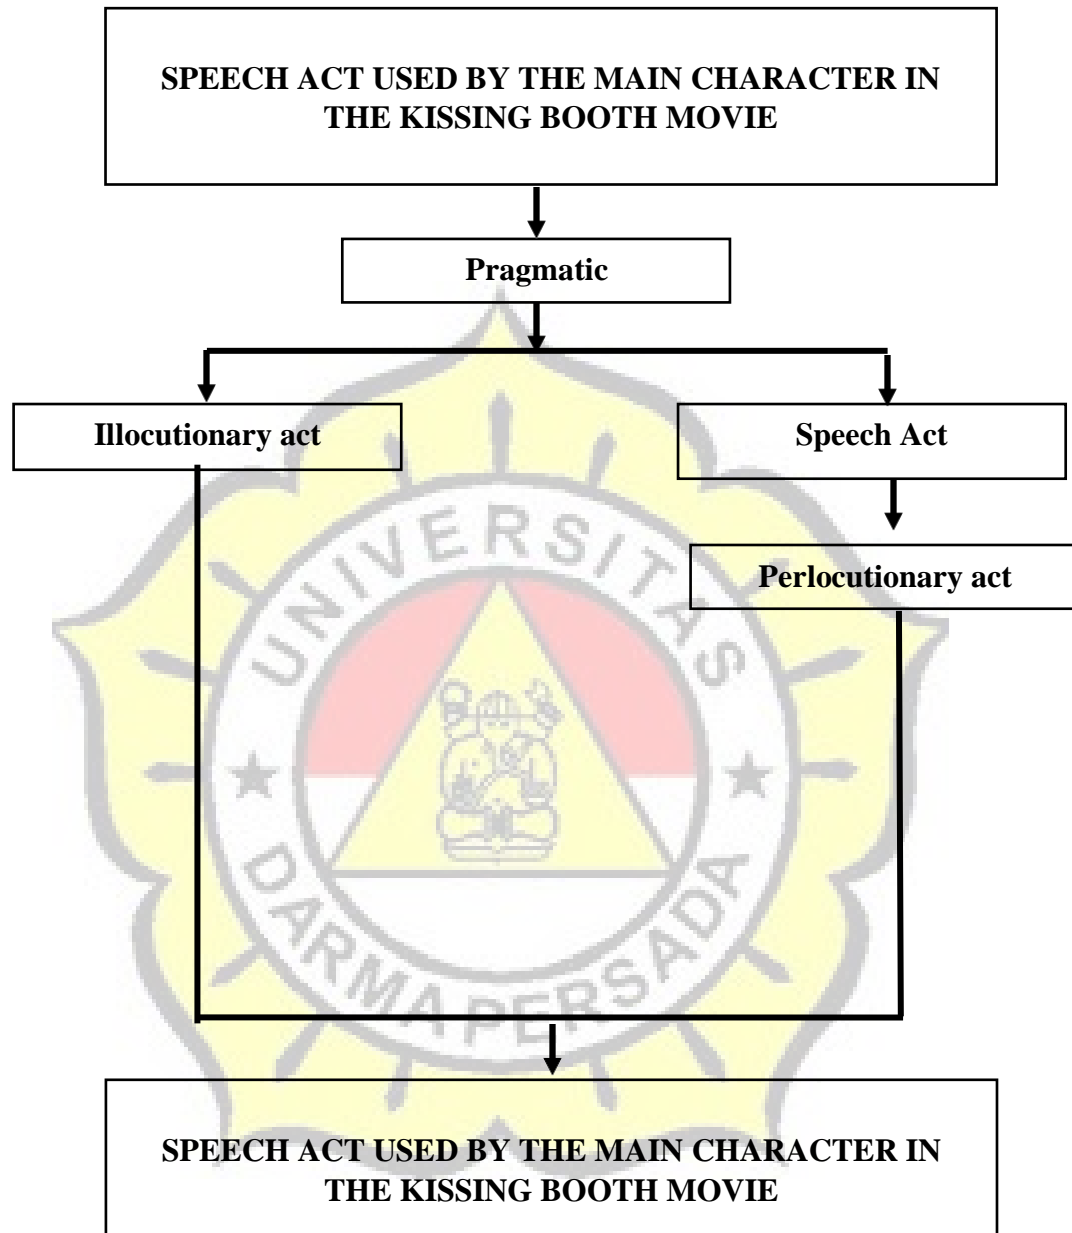 SPEECH ACT USED BY THE MAIN CHARACTER IN
THE KISSING BOOTH MOVIE
Pragmatic
Illocutionary act
Speech Act
Perlocutionary act
UNIVERSITAS
DARMA PERSADA
SPEECH ACT USED BY THE MAIN CHARACTER IN
THE KISSING BOOTH MOVIE